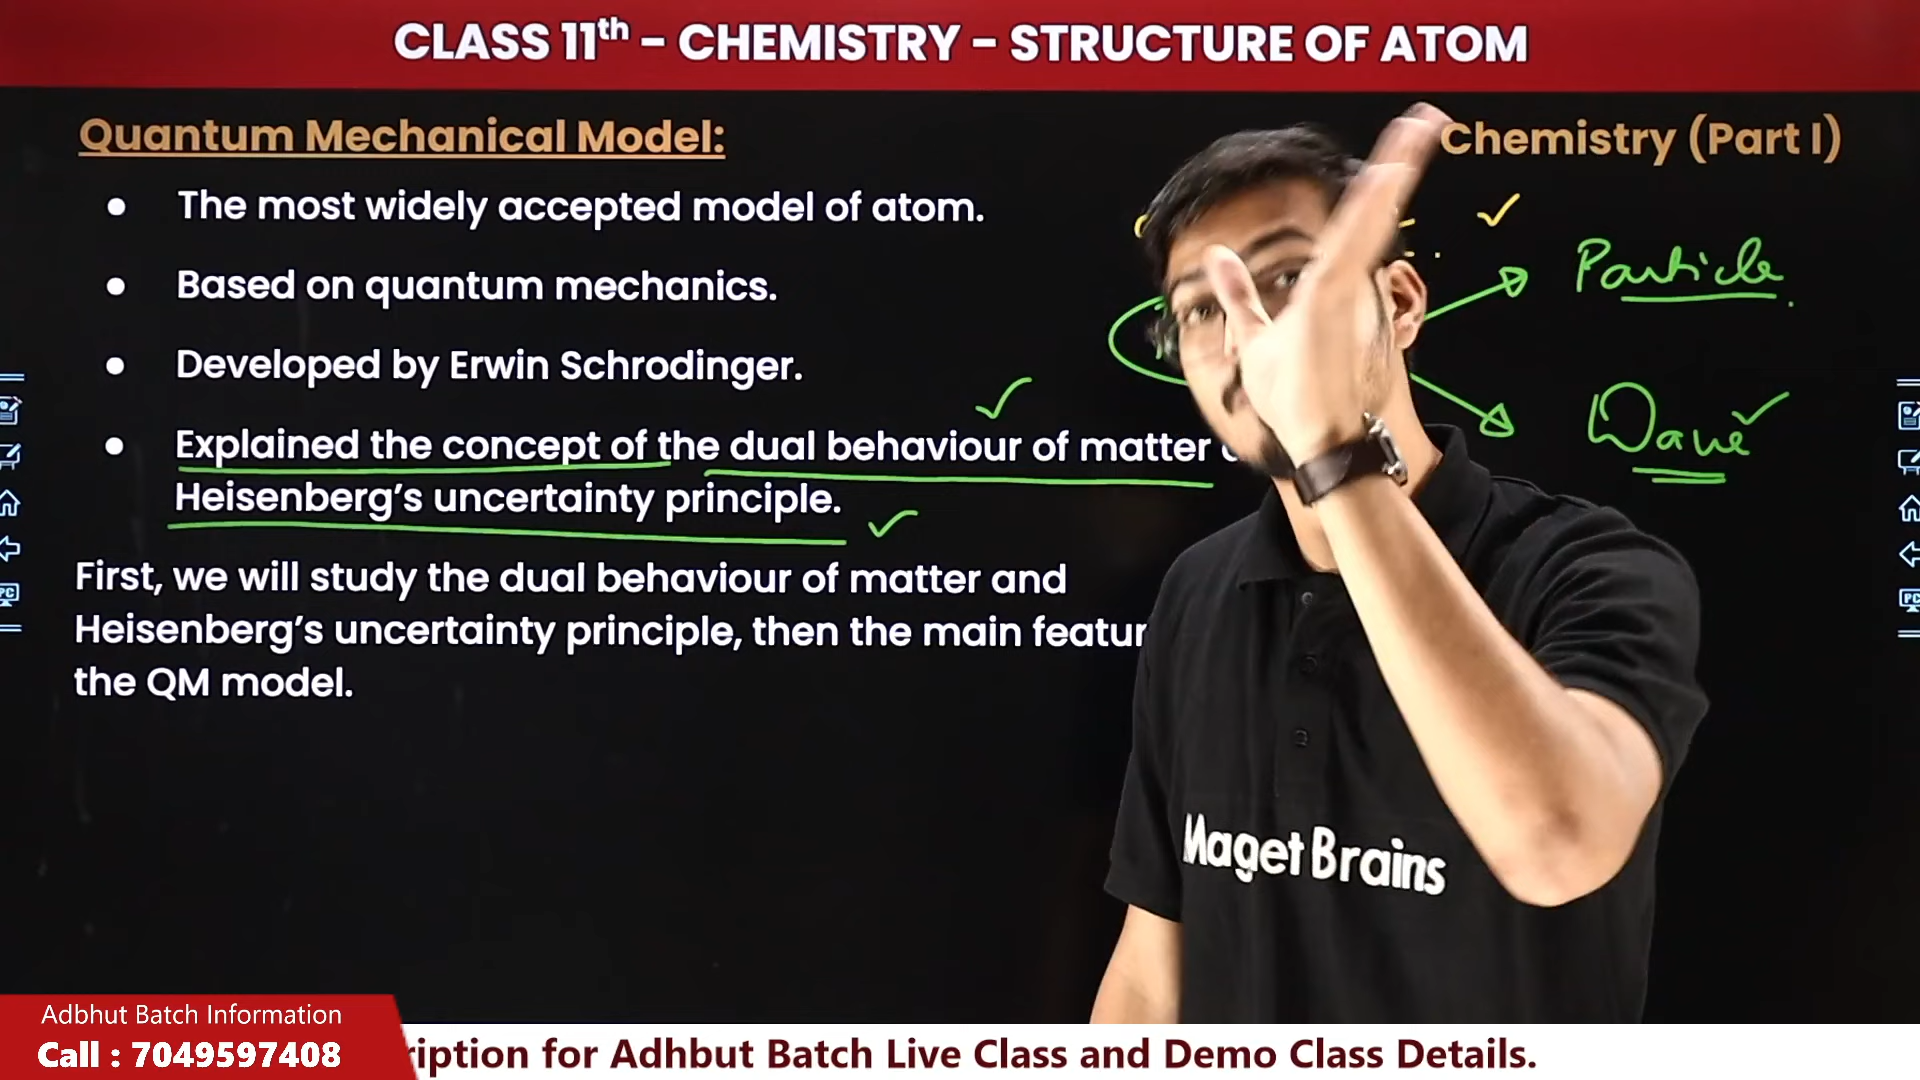 CLASS 11th - CHEMISTRY - STRUCTURE OF ATOM
Quantum Mechanical Model:
Chemistry (Part I)
• The most widely accepted model of atom.
• Based on quantum mechanics.
• Developed by Erwin Schrodinger.
• Explained the concept of the dual behaviour of matter
Heisenberg’s uncertainty principle.
Particle
Wave
First, we will study the dual behaviour of matter and
Heisenberg’s uncertainty principle, then the main featur
the QM model.
PC
PC
Maget Brains
Adbhut Batch Information
Call : 7049597408
ription for Adhbut Batch Live Class and Demo Class Details.